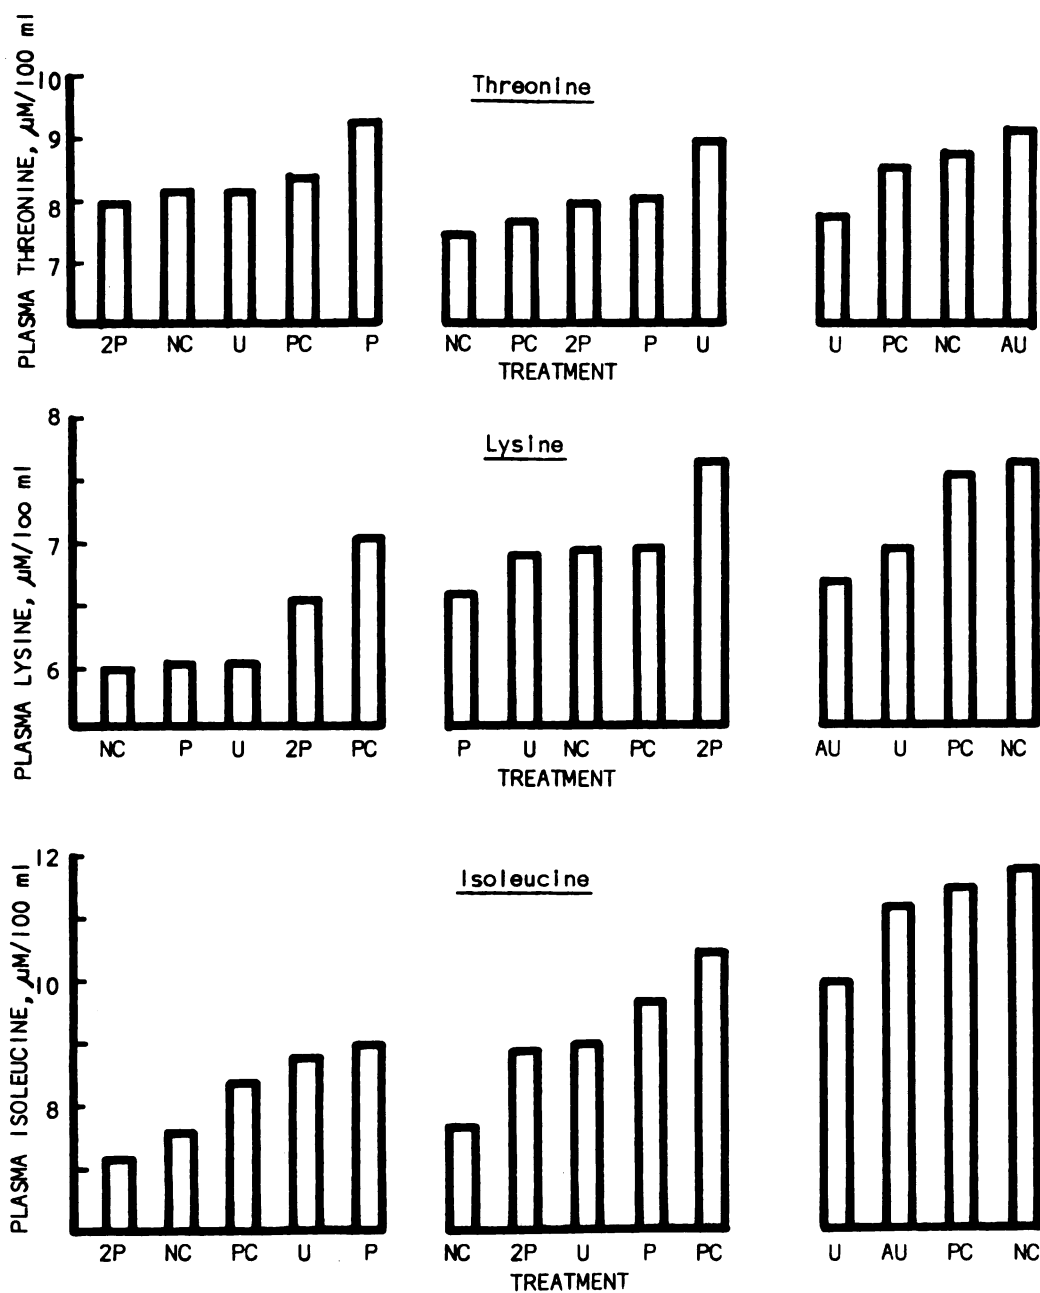 PLASMA THREONINE, µM/100 ml
Threonine
10
9
8
7
2P NC U PC P
NC PC 2P P U
U PC NC AU
TREATMENT
PLASMA LYSINE, µM/100 ml
Lysine
8
7
6
NC P U 2P PC
P U NC PC 2P
AU U PC NC
TREATMENT
PLASMA ISOLEUCINE, µM/100 ml
Isoleucine
12
10
8
2P NC PC U P
NC 2P U P PC
U AU PC NC
TREATMENT